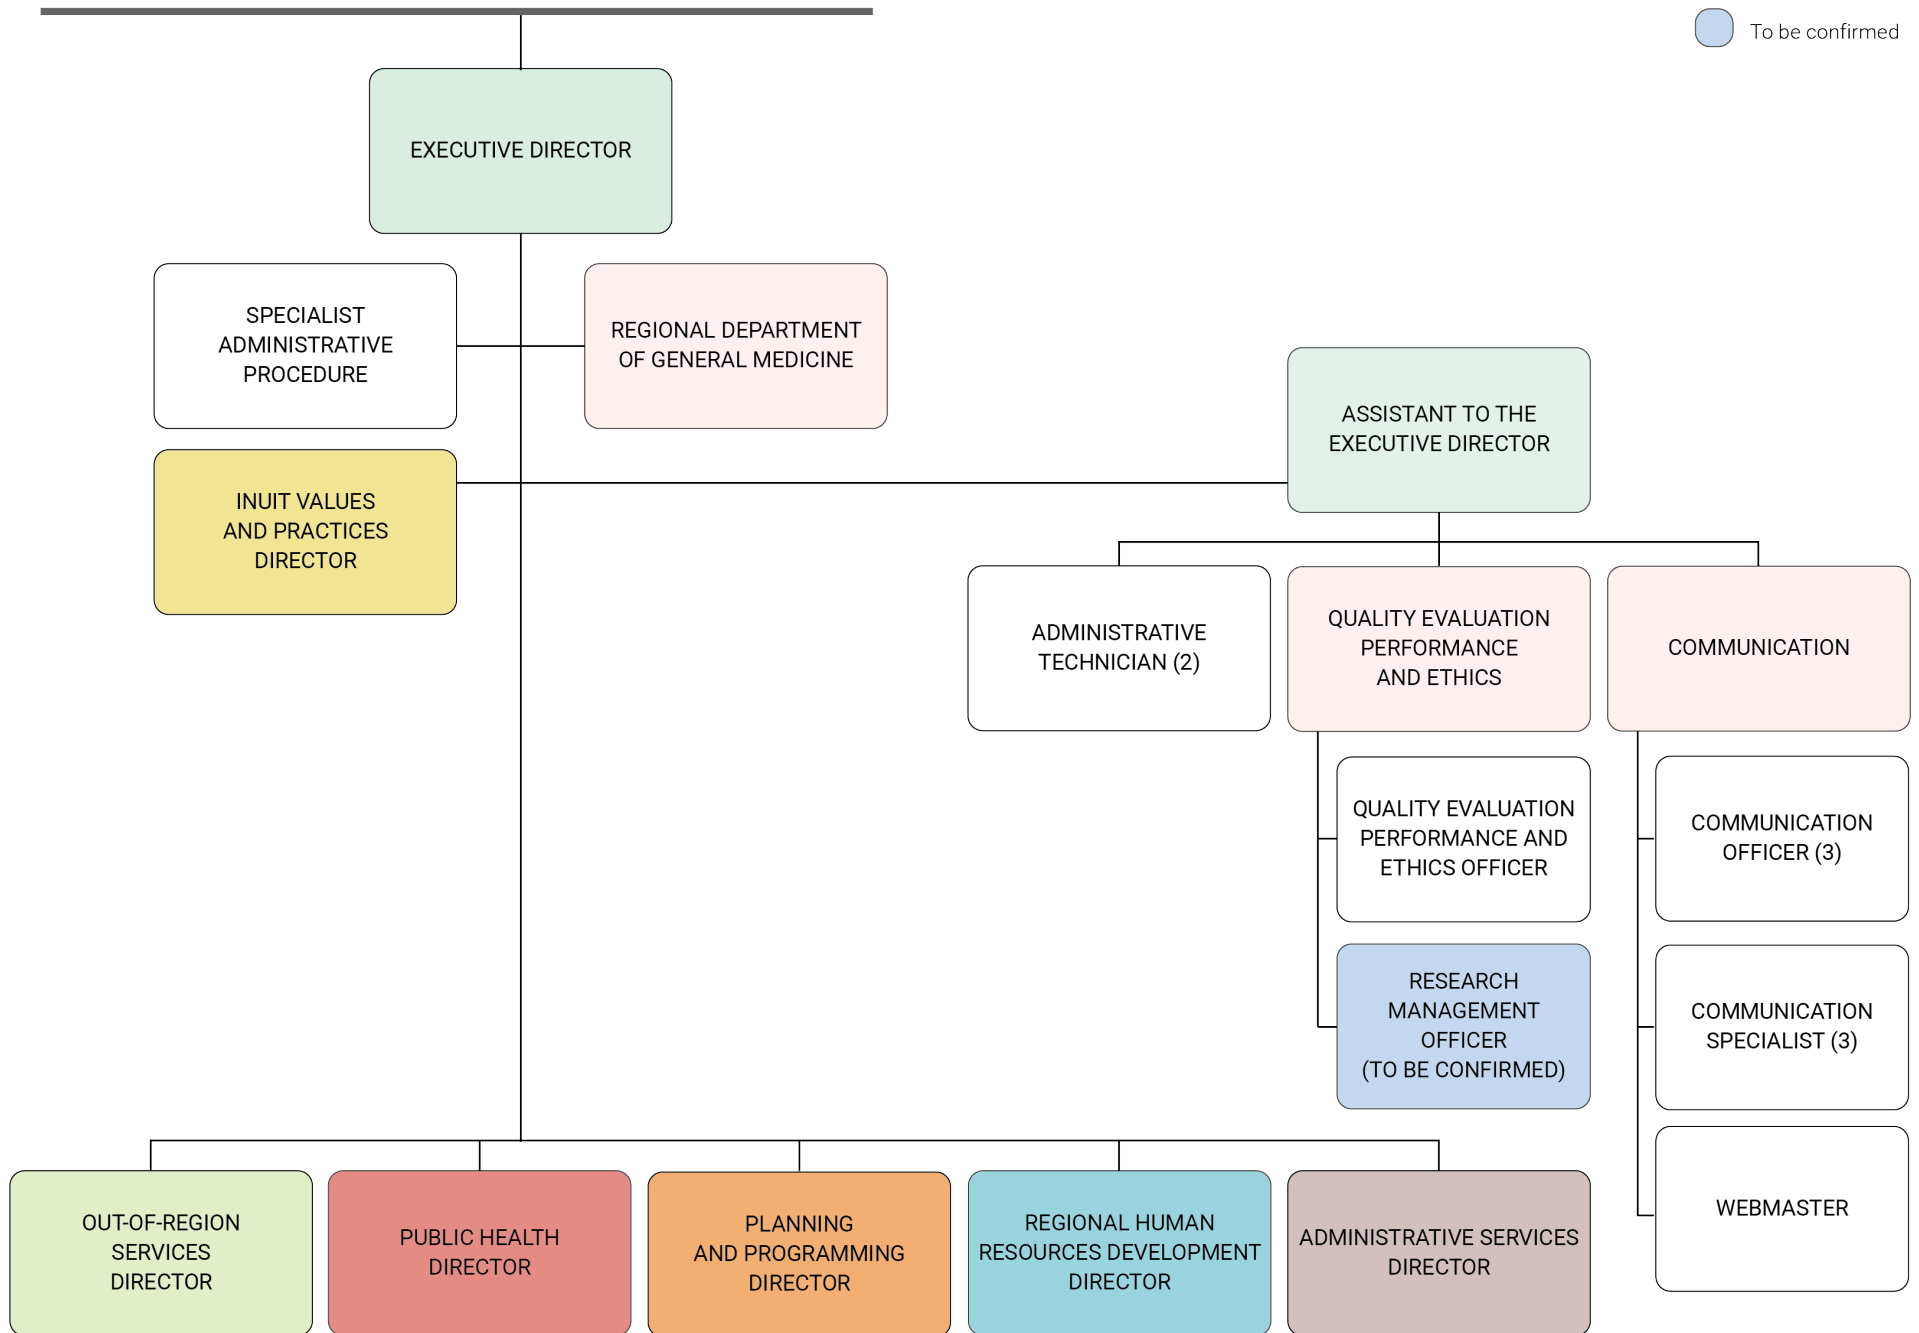 To be confirmed
EXECUTIVE DIRECTOR
SPECIALIST
ADMINISTRATIVE
PROCEDURE
REGIONAL DEPARTMENT
OF GENERAL MEDICINE
ASSISTANT TO THE
EXECUTIVE DIRECTOR
INUIT VALUES
AND PRACTICES
DIRECTOR
ADMINISTRATIVE
TECHNICIAN (2)
QUALITY EVALUATION
PERFORMANCE
AND ETHICS
COMMUNICATION
QUALITY EVALUATION
PERFORMANCE AND
ETHICS OFFICER
COMMUNICATION
OFFICER (3)
RESEARCH
MANAGEMENT
OFFICER
(TO BE CONFIRMED)
COMMUNICATION
SPECIALIST (3)
WEBMASTER
OUT-OF-REGION
SERVICES
DIRECTOR
PUBLIC HEALTH
DIRECTOR
PLANNING
AND PROGRAMMING
DIRECTOR
REGIONAL HUMAN
RESOURCES DEVELOPMENT
DIRECTOR
ADMINISTRATIVE SERVICES
DIRECTOR